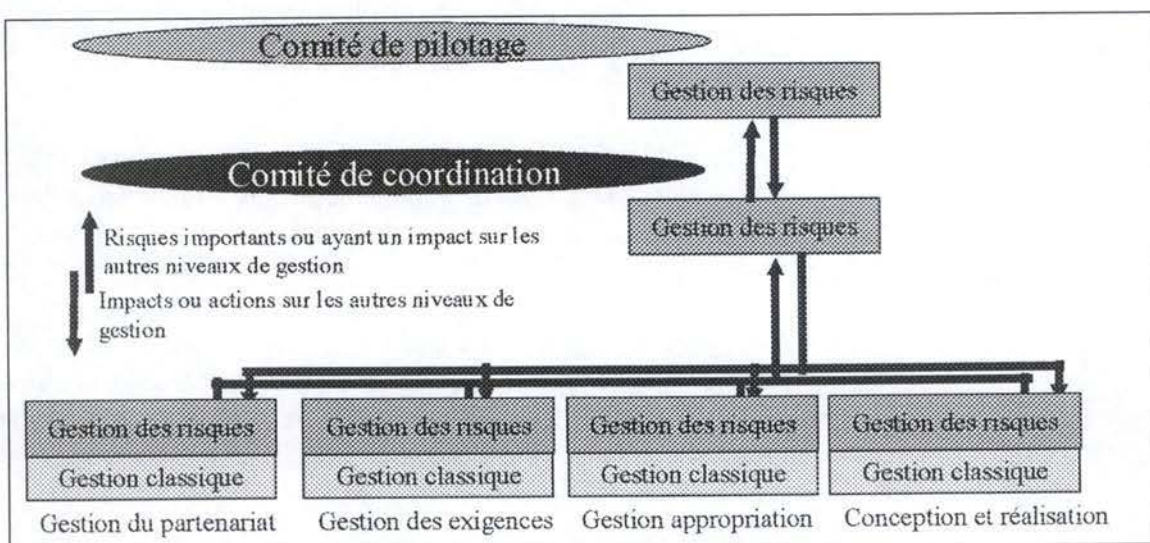 Comité de pilotage
Gestion des risques
Comité de coordination
Gestion des risques
Risques importants ou ayant un impact sur les
autres niveaux de gestion
Impacts ou actions sur les autres niveaux de
gestion
Gestion des risques
Gestion des risques
Gestion des risques
Gestion des risques
Gestion classique
Gestion classique
Gestion classique
Gestion classique
Gestion du partenariat
Gestion des exigences
Gestion appropriation
Conception et réalisation